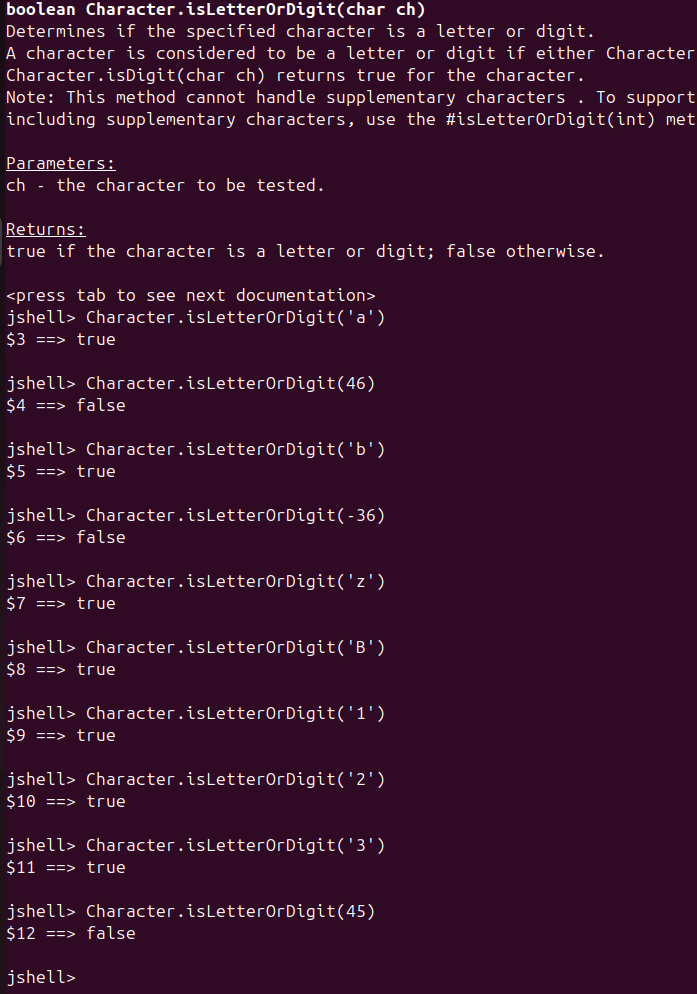 boolean Character.isLetterOrDigit(char ch)
Determines if the specified character is a letter or digit.
A character is considered to be a letter or digit if either Character
Character.isDigit(char ch) returns true for the character.
Note: This method cannot handle supplementary characters . To support
including supplementary characters, use the #isLetterOrDigit(int) met
Parameters:
ch - the character to be tested.
Returns:
true if the character is a letter or digit; false otherwise.
<press tab to see next documentation>
jshell> Character.isLetterOrDigit('a')
$3 ==> true
jshell> Character.isLetterOrDigit(46)
$4 ==> false
jshell> Character.isLetterOrDigit('b')
$5 ==> true
jshell> Character.isLetterOrDigit(-36)
$6 ==> false
jshell> Character.isLetterOrDigit('z')
$7 ==> true
jshell> Character.isLetterOrDigit('B')
$8 ==> true
jshell> Character.isLetterOrDigit('1')
$9 ==> true
jshell> Character.isLetterOrDigit('2')
$10 ==> true
jshell> Character.isLetterOrDigit('3')
$11 ==> true
jshell> Character.isLetterOrDigit(45)
$12 ==> false
jshell>